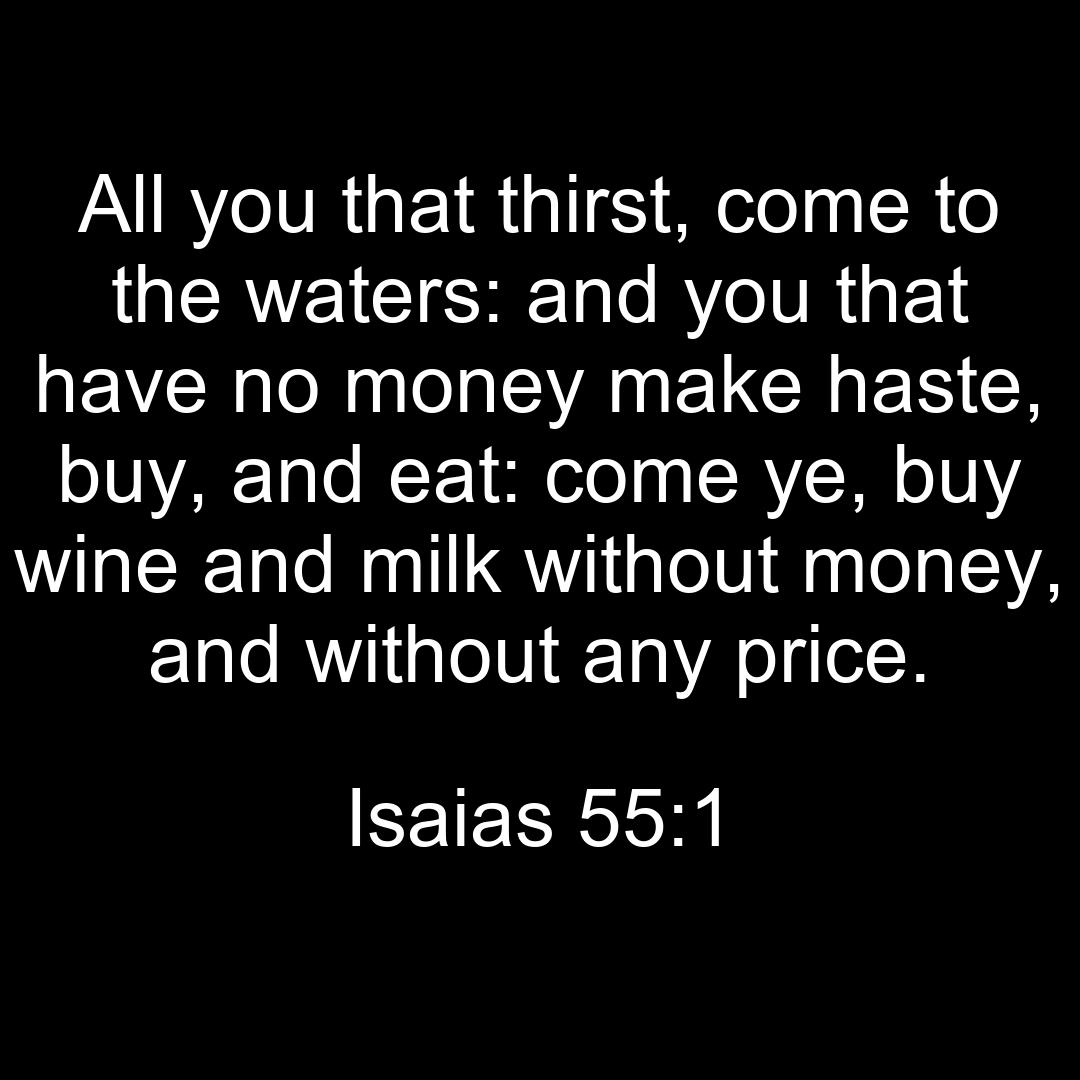 All you that thirst, come to
the waters: and you that
have no money make haste,
buy, and eat: come ye, buy
wine and milk without money,
and without any price.
Isaias 55:1